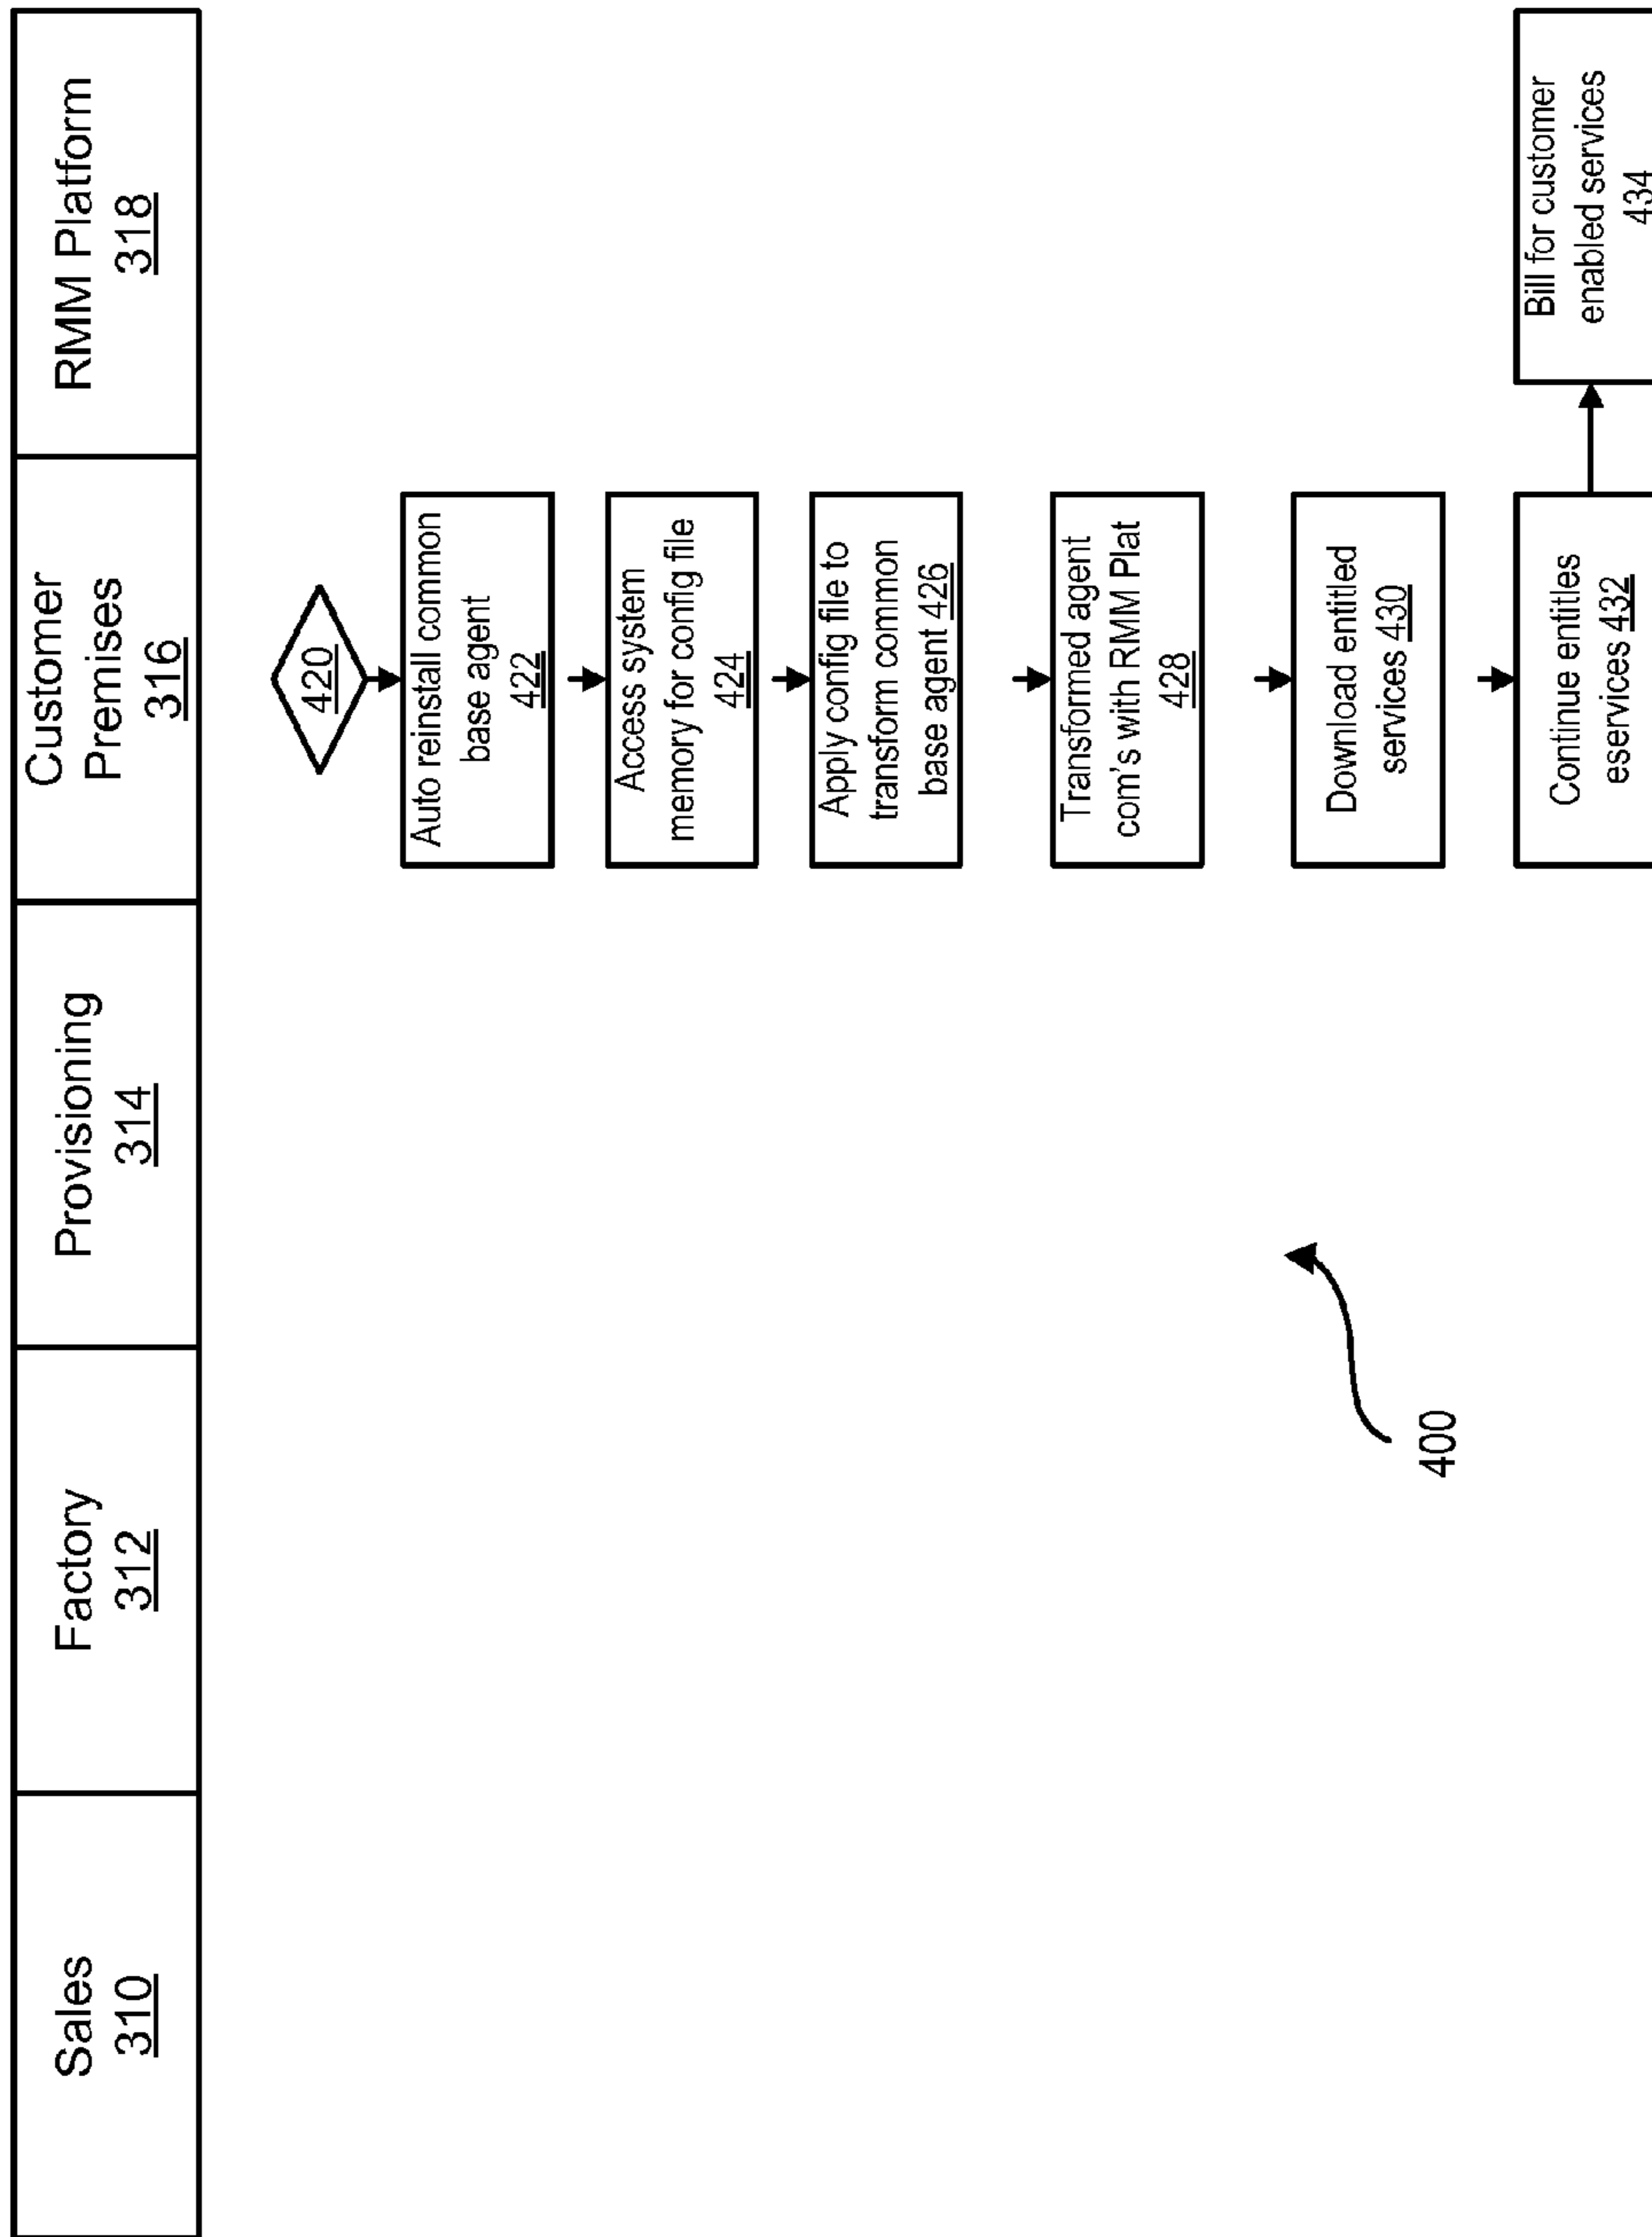 Sales
310
Factory
312
Provisioning
314
Customer
Premises
316
RMM Platform
318
420
Auto reinstall common
base agent
422
Access system
memory for config file
424
Apply config file to
transform common
base agent 426
Transformed agent
com's with RMM Plat
428
Download entitled
services 430
Continue entitles
eservices 432
Bill for customer
enabled services
434
400